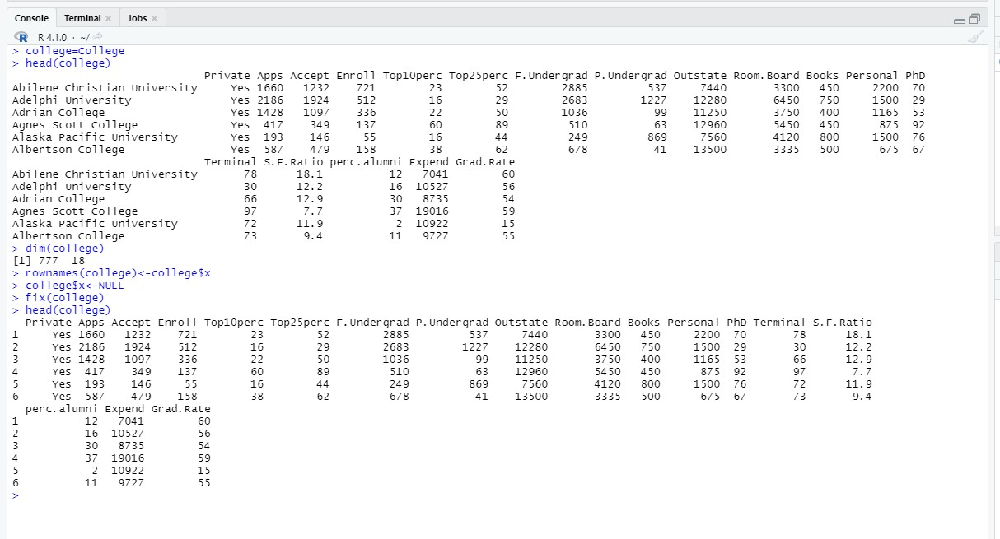 Console Terminal × Jobs ×
R 4.1.0 · ~/
> college=College
> head(college)
                            Private Apps Accept Enroll Top10perc Top25perc F.Undergrad P.Undergrad Outstate Room.Board Books Personal PhD
Abilene Christian University     Yes 1660   1232    721        23        52        2885         537     7440       3300   450     2200  70
Adelphi University               Yes 2186   1924    512        16        29        2683        1227    12280       6450   750     1500  29
Adrian College                   Yes 1428   1097    336        22        50        1036          99    11250       3750   400     1165  53
Agnes Scott College              Yes  417    349    137        60        89         510          63    12960       5450   450      875  92
Alaska Pacific University        Yes  193    146     55        16        44         249         869     7560       4120   800     1500  76
Albertson College                Yes  587    479    158        38        62         678          41    13500       3335   500      675  67
                            Terminal S.F.Ratio perc.alumni Expend Grad.Rate
Abilene Christian University       78      18.1          12   7041        60
Adelphi University                 30      12.2          16  10527        56
Adrian College                     66      12.9          30   8735        54
Agnes Scott College                97       7.7          37  19016        59
Alaska Pacific University          72      11.9           2  10922        15
Albertson College                  73       9.4          11   9727        55
> dim(college)
[1] 777  18
> rownames(college)<-college$x
> college$x<-NULL
> fix(college)
> head(college)
  Private Apps Accept Enroll Top10perc Top25perc F.Undergrad P.Undergrad Outstate Room.Board Books Personal PhD Terminal S.F.Ratio
1     Yes 1660   1232    721        23        52        2885         537     7440       3300   450     2200  70       78      18.1
2     Yes 2186   1924    512        16        29        2683        1227    12280       6450   750     1500  29       30      12.2
3     Yes 1428   1097    336        22        50        1036          99    11250       3750   400     1165  53       66      12.9
4     Yes  417    349    137        60        89         510          63    12960       5450   450      875  92       97       7.7
5     Yes  193    146     55        16        44         249         869     7560       4120   800     1500  76       72      11.9
6     Yes  587    479    158        38        62         678          41    13500       3335   500      675  67       73       9.4
  perc.alumni Expend Grad.Rate
1          12   7041        60
2          16  10527        56
3          30   8735        54
4          37  19016        59
5           2  10922        15
6          11   9727        55
>